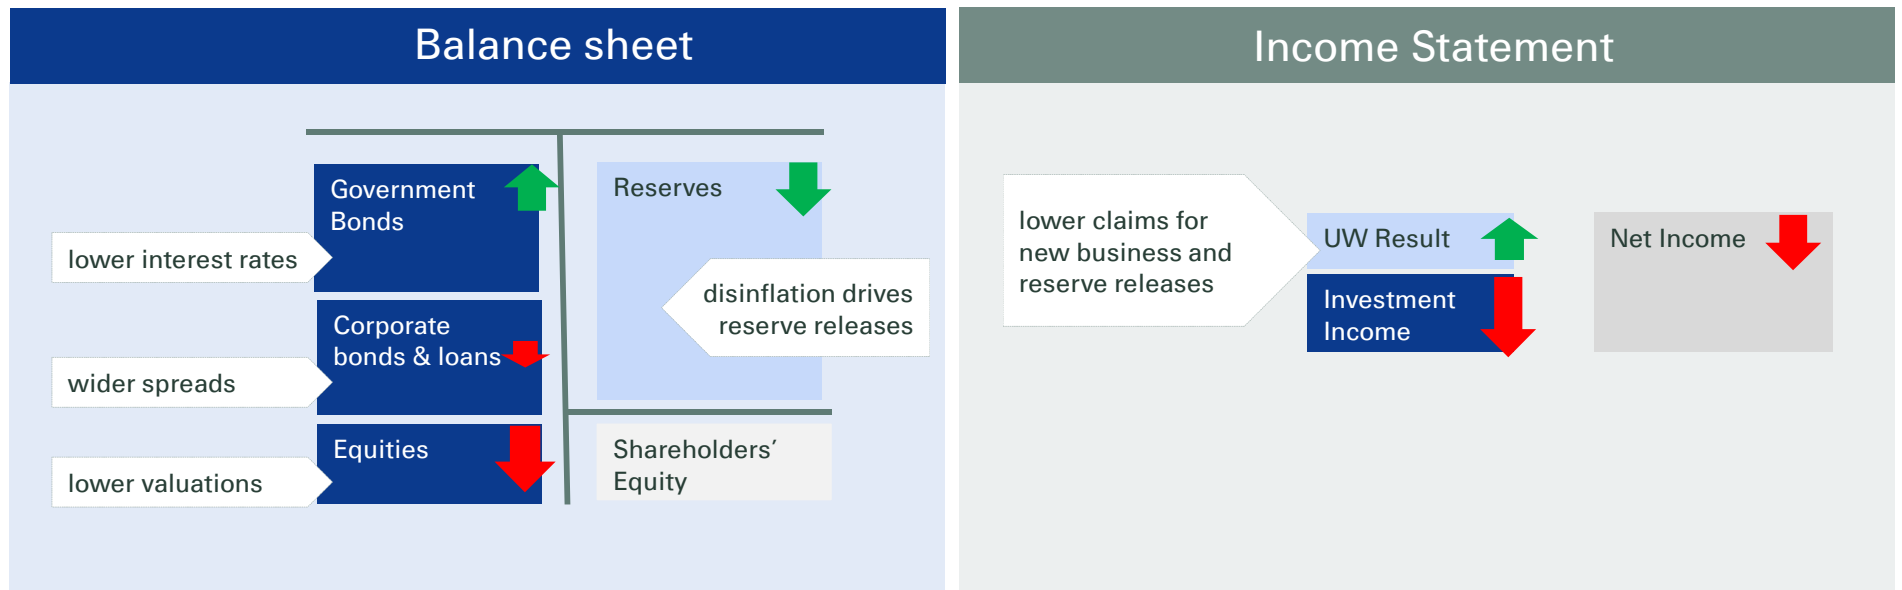 Balance sheet
Government
Bonds
lower interest rates
Corporate
bonds & loans
wider spreads
Equities
lower valuations
Reserves
disinflation drives
reserve releases
Shareholders’
Equity
Income Statement
lower claims for
new business and
reserve releases
UW Result
Investment
Income
Net Income